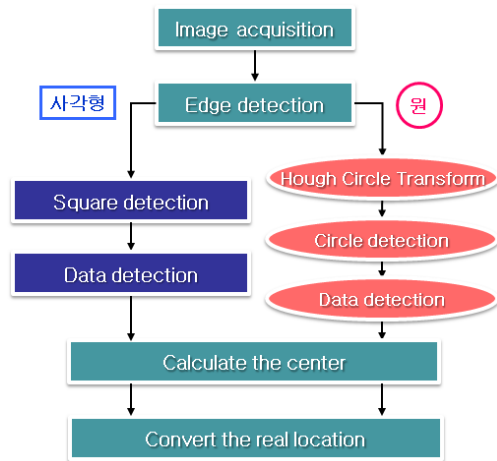 Image acquisition
사각형
Edge detection
원
Hough Circle Transform
Square detection
Circle detection
Data detection
Data detection
Calculate the center
Convert the real location